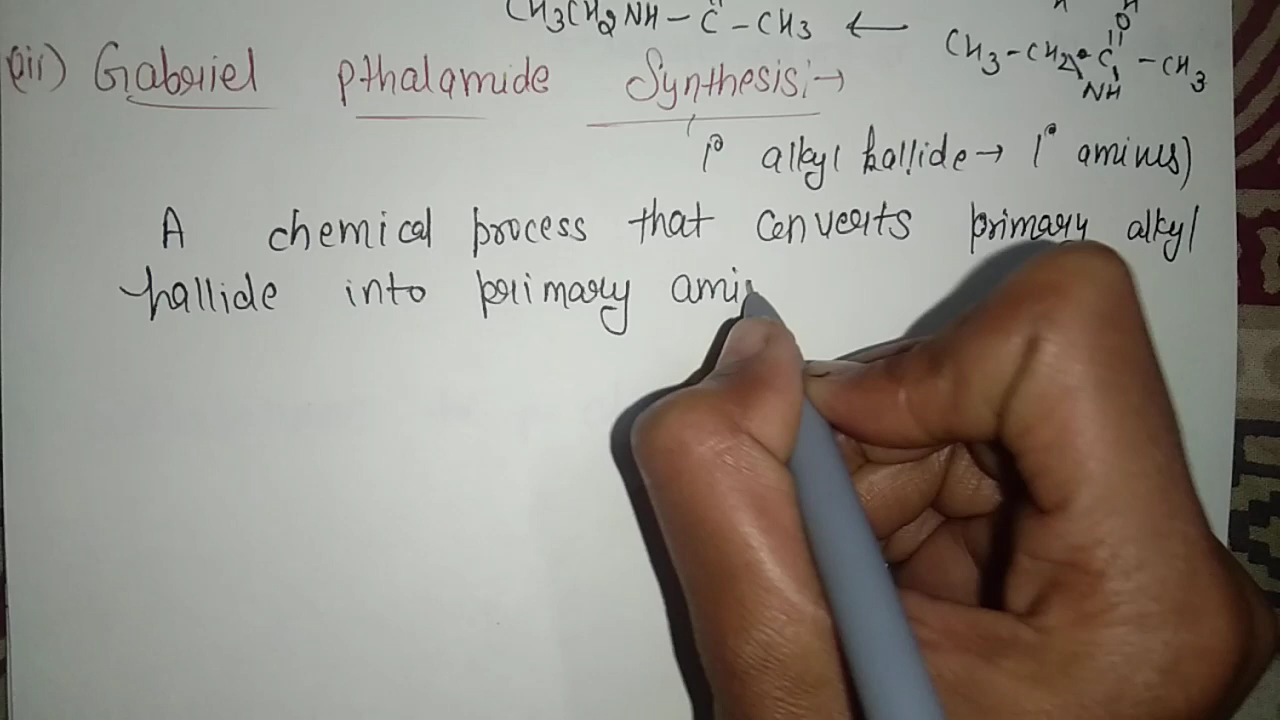 CH3CH2NH - C - CH3 ← CH3-CH2 C - CH3
O
NH
(iii) Gabriel pthalamide Synthesis:→
1° alkyl hallide → 1° amines)
A chemical process that converts primary alkyl
hallide into primary ami